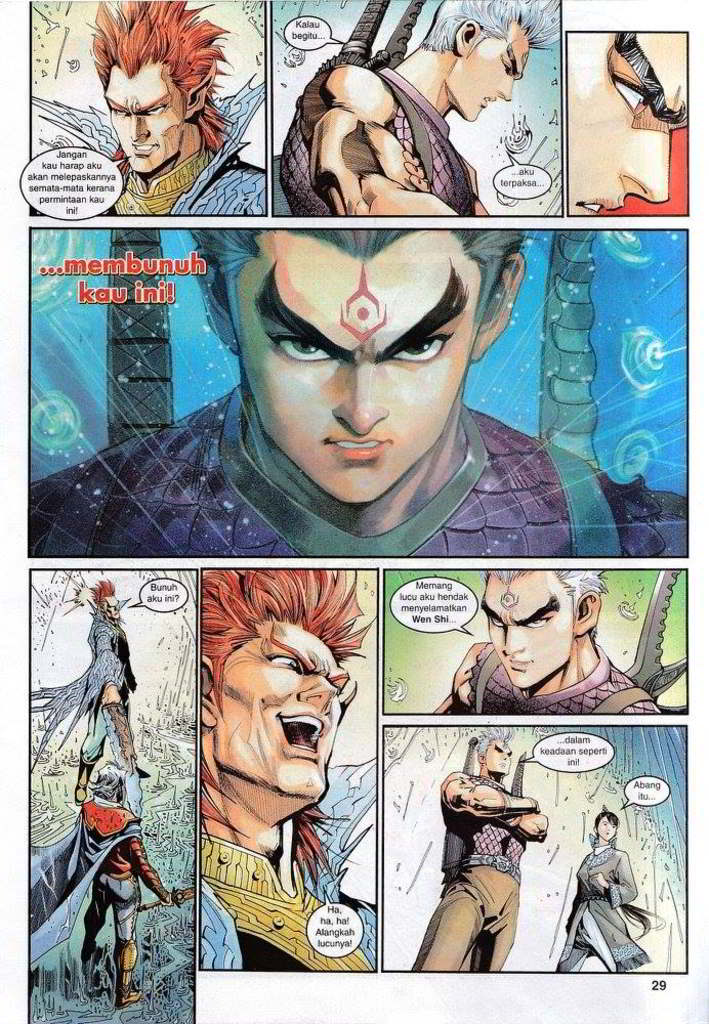 Jangan
kau harap aku
akan melepaskannya
semata-mata kerana
permintaan kau
ini!
Kalau
begitu...
...aku
terpaksa...
...membunuh
kau ini!
Bunuh
aku ini?
Ha,
ha, ha!
Alangkah
lucunya!
Memang
lucu aku hendak
menyelamatkan
Wen Shi...
...dalam
keadaan seperti
ini!
Abang
itu...
29